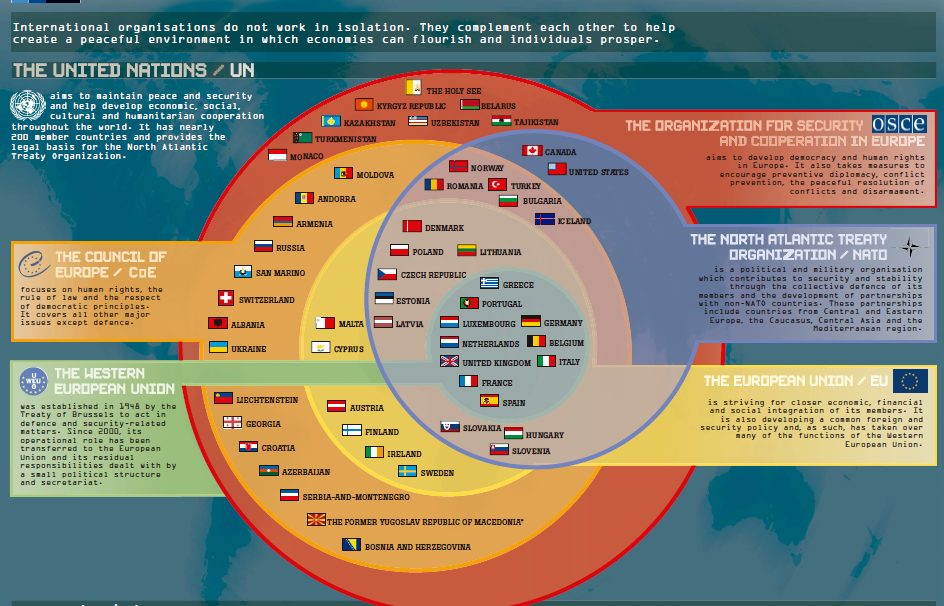 International organisations do not work in isolation. They complement each other to help
create a peaceful environment in which economies can flourish and individuals prosper.
THE UNITED NATIONS / UN
aims to maintain peace and security
and help develop economic, social,
cultural and humanitarian cooperation
throughout the world. It has nearly
200 member countries and provides the
legal basis for the North Atlantic
Treaty Organization.
THE HOLY SEE
KYRGYZ REPUBLIC
BELARUS
KAZAKHSTAN
UZBEKISTAN
TAJIKISTAN
TURKMENISTAN
MONACO
MOLDOVA
ANDORRA
ARMENIA
RUSSIA
SAN MARINO
SWITZERLAND
ALBANIA
UKRAINE
THE ORGANIZATION FOR SECURITY
AND COOPERATION IN EUROPE
osce
aims to develop democracy and human rights
in Europe. It also takes measures to
encourage preventive diplomacy, conflict
prevention, the peaceful resolution of
conflicts and disarmament.
CANADA
UNITED STATES
NORWAY
ROMANIA
TURKEY
BULGARIA
ICELAND
DENMARK
POLAND
LITHUANIA
CZECH REPUBLIC
ESTONIA
LATVIA
MALTA
CYPRUS
GREECE
PORTUGAL
LUXEMBOURG
GERMANY
NETHERLANDS
BELGIUM
UNITED KINGDOM
ITALY
FRANCE
SPAIN
THE COUNCIL OF
EUROPE / CoE
focuses on human rights, the
rule of law and the respect
of democratic principles.
It covers all other major
issues except defence.
THE NORTH ATLANTIC TREATY
ORGANIZATION / NATO
is a political and military organisation
which contributes to security and stability
through the collective defence of its
members and the development of partnerships
with non-NATO countries. These partnerships
include countries from Central and Eastern
Europe, the Caucasus, Central Asia and the
Mediterranean region.
WEU
UEO
THE WESTERN
EUROPEAN UNION
was established in 1948 by the
Treaty of Brussels to act in
defence and security-related
matters. Since 2000, its
operational role has been
transferred to the European
Union and its residual
responsibilities dealt with by
a small political structure
and secretariat.
THE EUROPEAN UNION / EU
is striving for closer economic, financial
and social integration of its members. It
is also developing a common foreign and
security policy and, as such, has taken over
many of the functions of the Western
European Union.
LIECHTENSTEIN
GEORGIA
CROATIA
AZERBAIJAN
SERBIA-AND-MONTENEGRO
THE FORMER YUGOSLAV REPUBLIC OF MACEDONIA*
BOSNIA AND HERZEGOVINA
AUSTRIA
FINLAND
IRELAND
SWEDEN
SLOVAKIA
HUNGARY
SLOVENIA